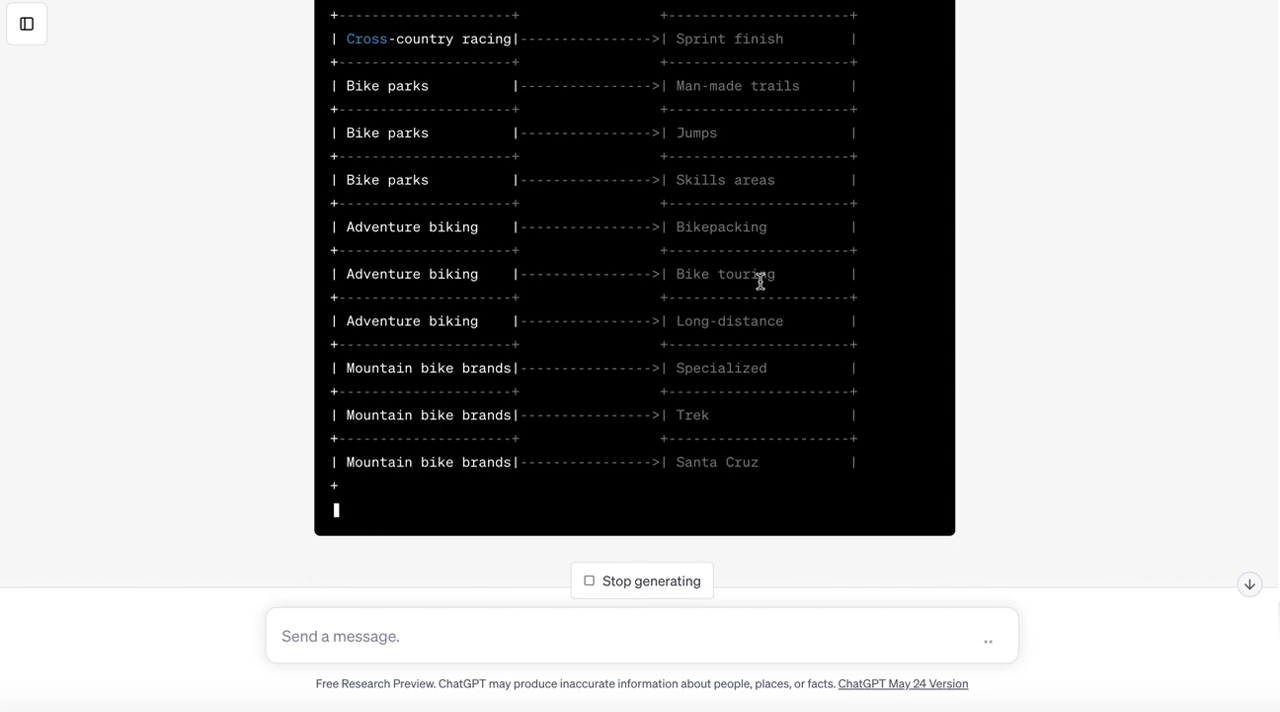 +---------------------+                 +----------------------+
| Cross-country racing|---------------->| Sprint finish        |
+---------------------+                 +----------------------+
| Bike parks          |---------------->| Man-made trails      |
+---------------------+                 +----------------------+
| Bike parks          |---------------->| Jumps                |
+---------------------+                 +----------------------+
| Bike parks          |---------------->| Skills areas         |
+---------------------+                 +----------------------+
| Adventure biking    |---------------->| Bikepacking          |
+---------------------+                 +----------------------+
| Adventure biking    |---------------->| Bike touring         |
+---------------------+                 +----------------------+
| Adventure biking    |---------------->| Long-distance        |
+---------------------+                 +----------------------+
| Mountain bike brands|---------------->| Specialized          |
+---------------------+                 +----------------------+
| Mountain bike brands|---------------->| Trek                 |
+---------------------+                 +----------------------+
| Mountain bike brands|---------------->| Santa Cruz           |
+
Stop generating
Send a message.
Free Research Preview. ChatGPT may produce inaccurate information about people, places, or facts. ChatGPT May 24 Version